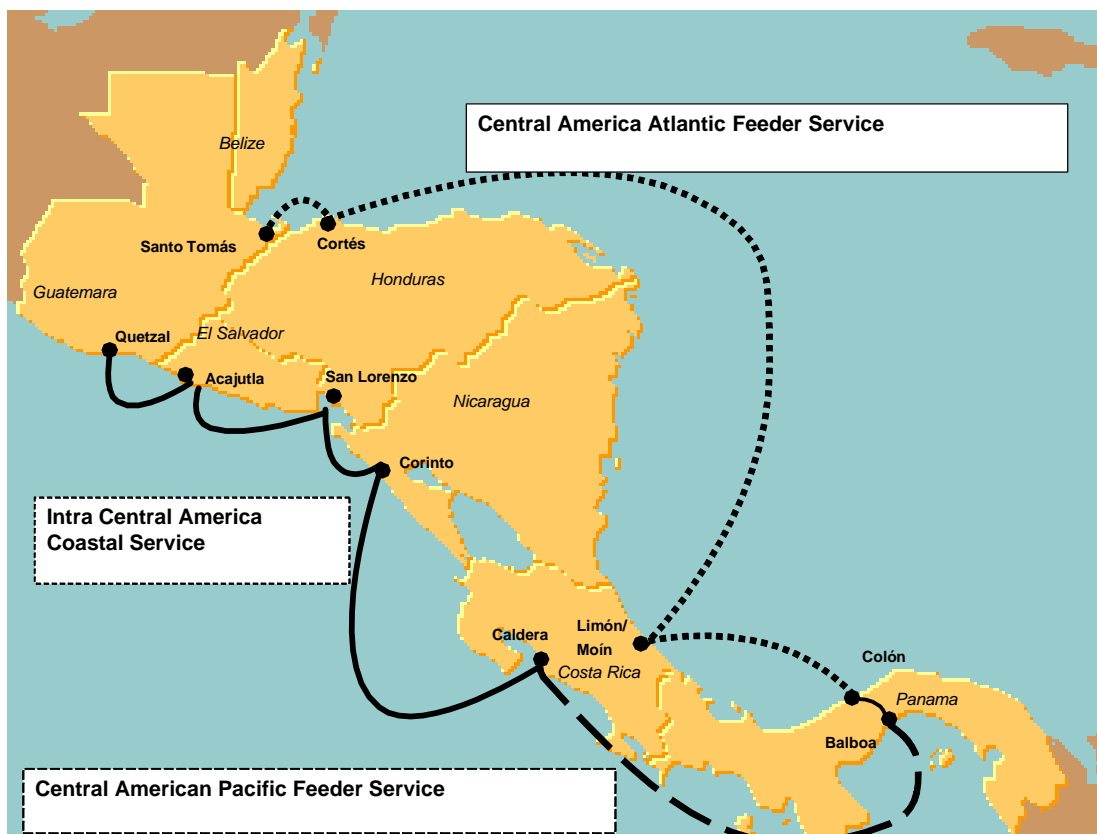 Central America Atlantic Feeder Service
Belize
Santo Tomás
Cortés
Guatemara
Honduras
Quetzal
El Salvador
Acajutla
San Lorenzo
Nicaragua
Corinto
Intra Central America
Coastal Service
Caldera
Limón/
Moín
Costa Rica
Colón
Panama
Balboa
Central American Pacific Feeder Service